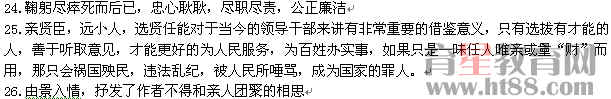 24.鞠躬尽瘁死而后已，忠心耿耿，尽职尽责，公正廉洁
25.亲贤臣，远小人，选贤任能对于当今的领导干部来讲有非常重要的借鉴意义，只有选拔有才能的
人，善于听取意见，才能更好的为人民服务，为百姓办实事，如果只是一味任人唯亲或量“财”而
用，那只会祸国殃民，违法乱纪，被人民所唾骂，成为国家的罪人。
26.由景入情，抒发了作者不得和亲人团聚的相思
www.ht88.com